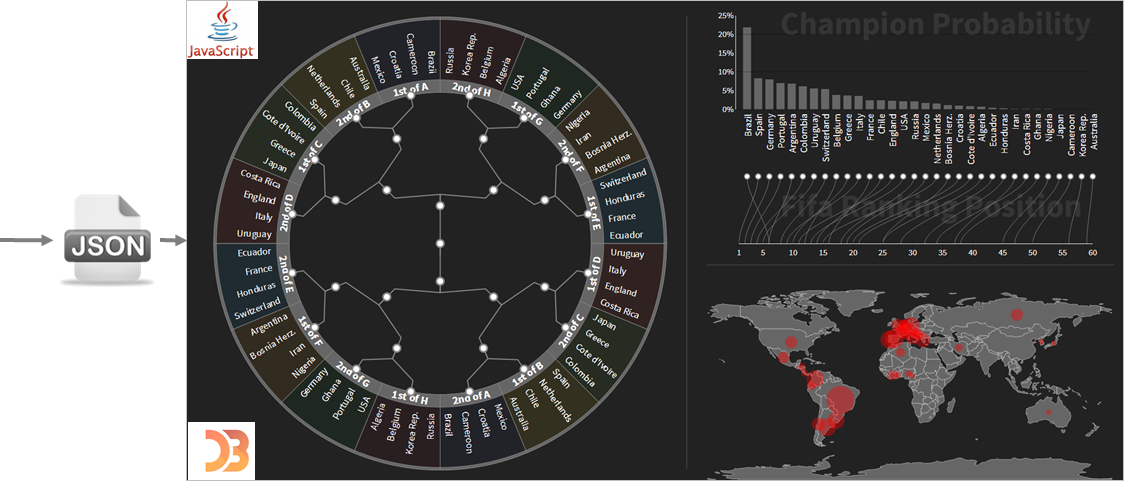 JSON
JavaScript
D3
1st of A
Mexico
Croatia
Cameroon
Brazil
2nd of H
Russia
Korea Rep.
Belgium
Algeria
1st of G
USA
Portugal
Ghana
Germany
2nd of F
Nigeria
Iran
Bosnia Herz.
Argentina
1st of E
Switzerland
Honduras
France
Ecuador
1st of D
Uruguay
Italy
England
Costa Rica
2nd of C
Japan
Greece
Cote d'Ivoire
Colombia
1st of B
Spain
Netherlands
Chile
Australia
2nd of A
Mexico
Croatia
Cameroon
Brazil
1st of H
Russia
Korea Rep.
Belgium
Algeria
2nd of G
USA
Portugal
Ghana
Germany
1st of F
Nigeria
Iran
Bosnia Herz.
Argentina
2nd of E
Switzerland
Honduras
France
Ecuador
2nd of D
Uruguay
Italy
England
Costa Rica
1st of C
Japan
Greece
Cote d'Ivoire
Colombia
2nd of B
Spain
Netherlands
Chile
Australia
Champion Probability
25%
20%
15%
10%
5%
0%
Brazil
Spain
Germany
Portugal
Argentina
Colombia
Uruguay
Switzerland
Belgium
Greece
Italy
France
Chile
England
USA
Russia
Mexico
Netherlands
Bosnia Herz.
Croatia
Cote d'Ivoire
Algeria
Ecuador
Honduras
Iran
Costa Rica
Ghana
Nigeria
Japan
Cameroon
Korea Rep.
Australia
Fifa Ranking Position
1 5 10 15 20 25 30 35 40 45 50 55 60